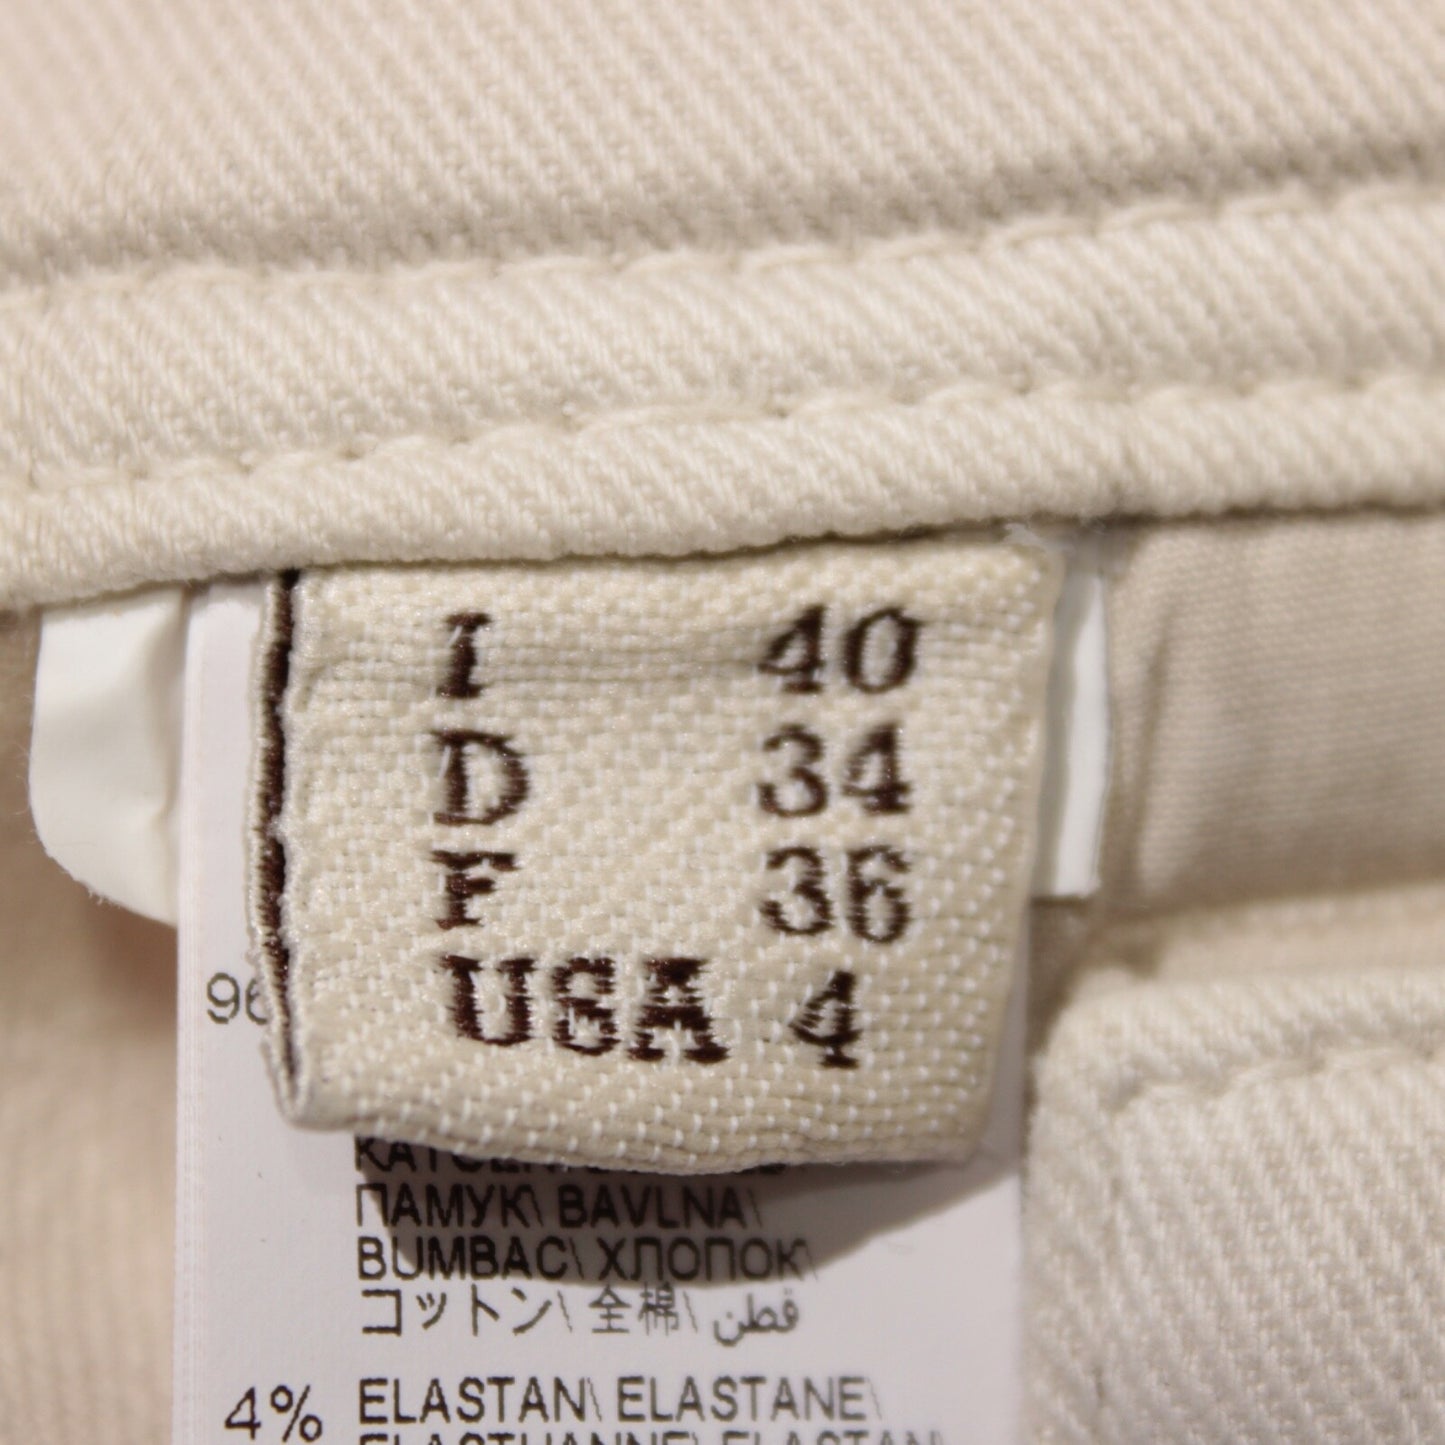 I 40
D 34
F 36
USA 4
96
ПАМУК\ BAVLNA\
BUMBAC\ ХЛОПОК\
コットン\ 全棉\ قطن
4% ELASTAN\ ELASTANE\